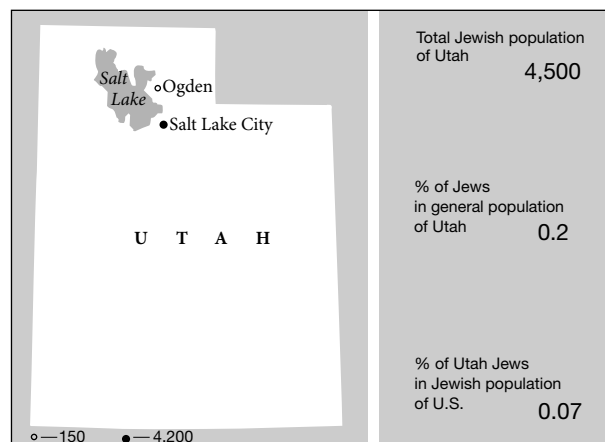 Salt
Lake
Ogden
Salt Lake City
U T A H
—150 —4,200
Total Jewish population
of Utah
4,500
% of Jews
in general population
of Utah
0.2
% of Utah Jews
in Jewish population
of U.S.
0.07